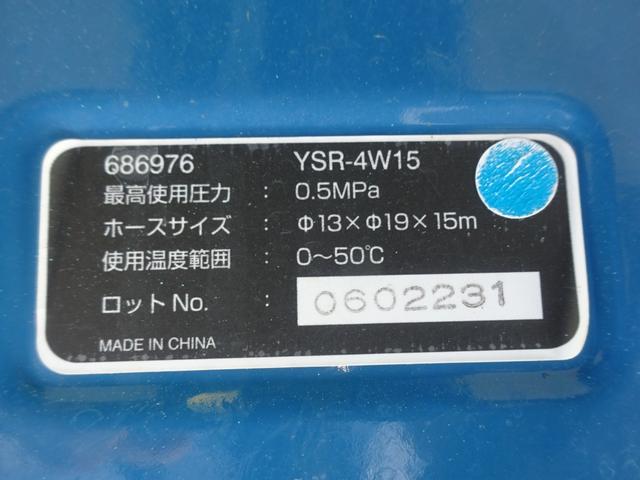 686976 YSR-4W15
最高使用圧力 : 0.5MPa
ホースサイズ : Φ13×Φ19×15m
使用温度範囲 : 0～50℃
ロットNo. : 0602231
MADE IN CHINA